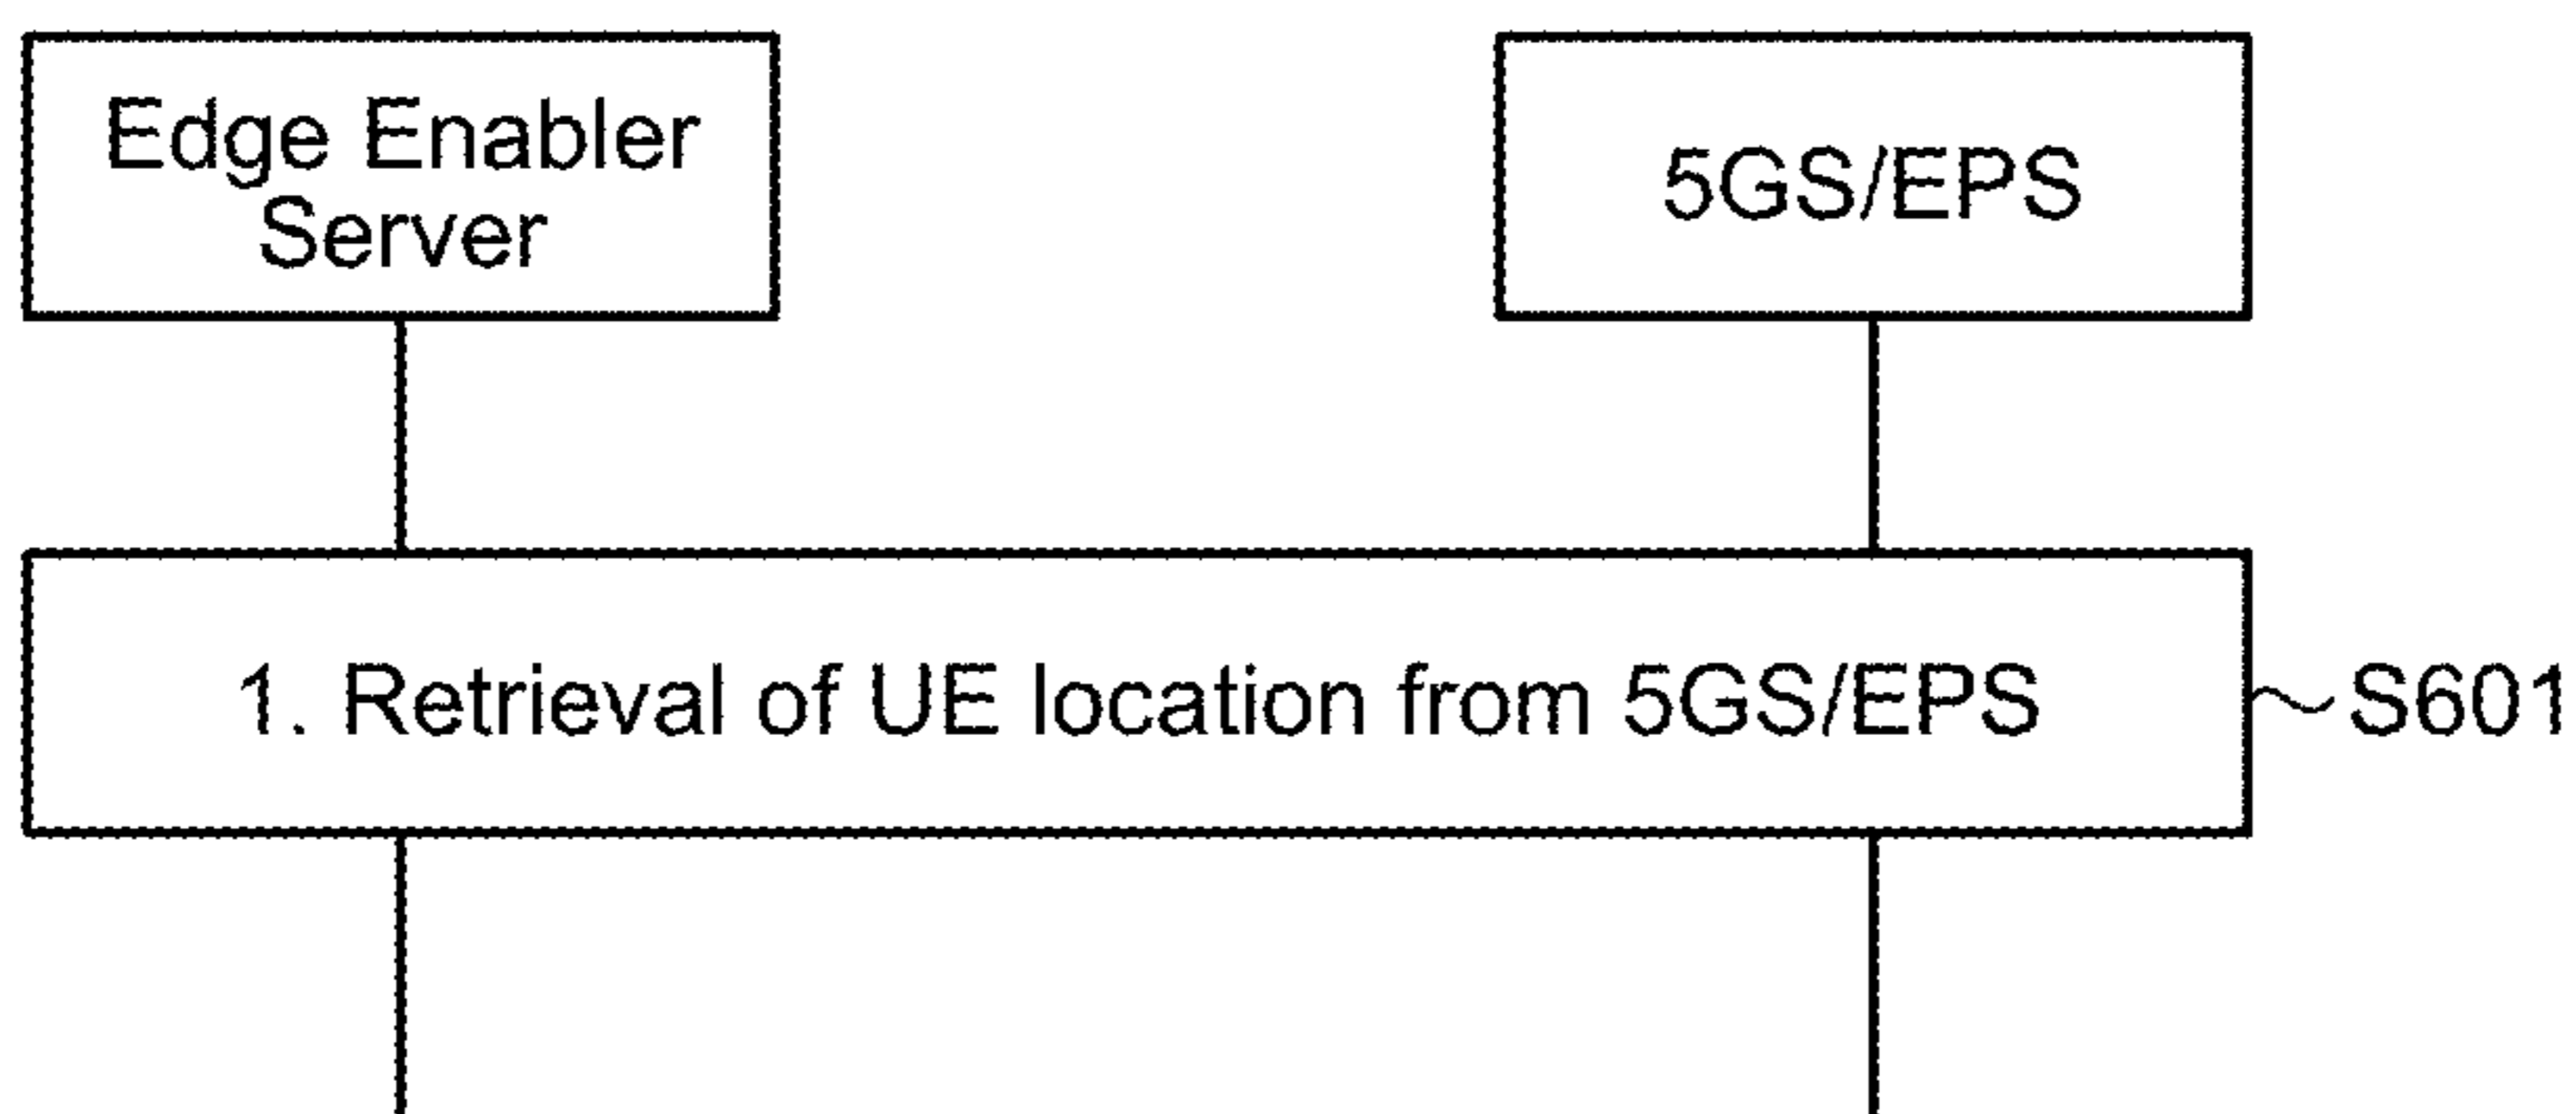 Edge Enabler
Server
5GS/EPS
1. Retrieval of UE location from 5GS/EPS
S601